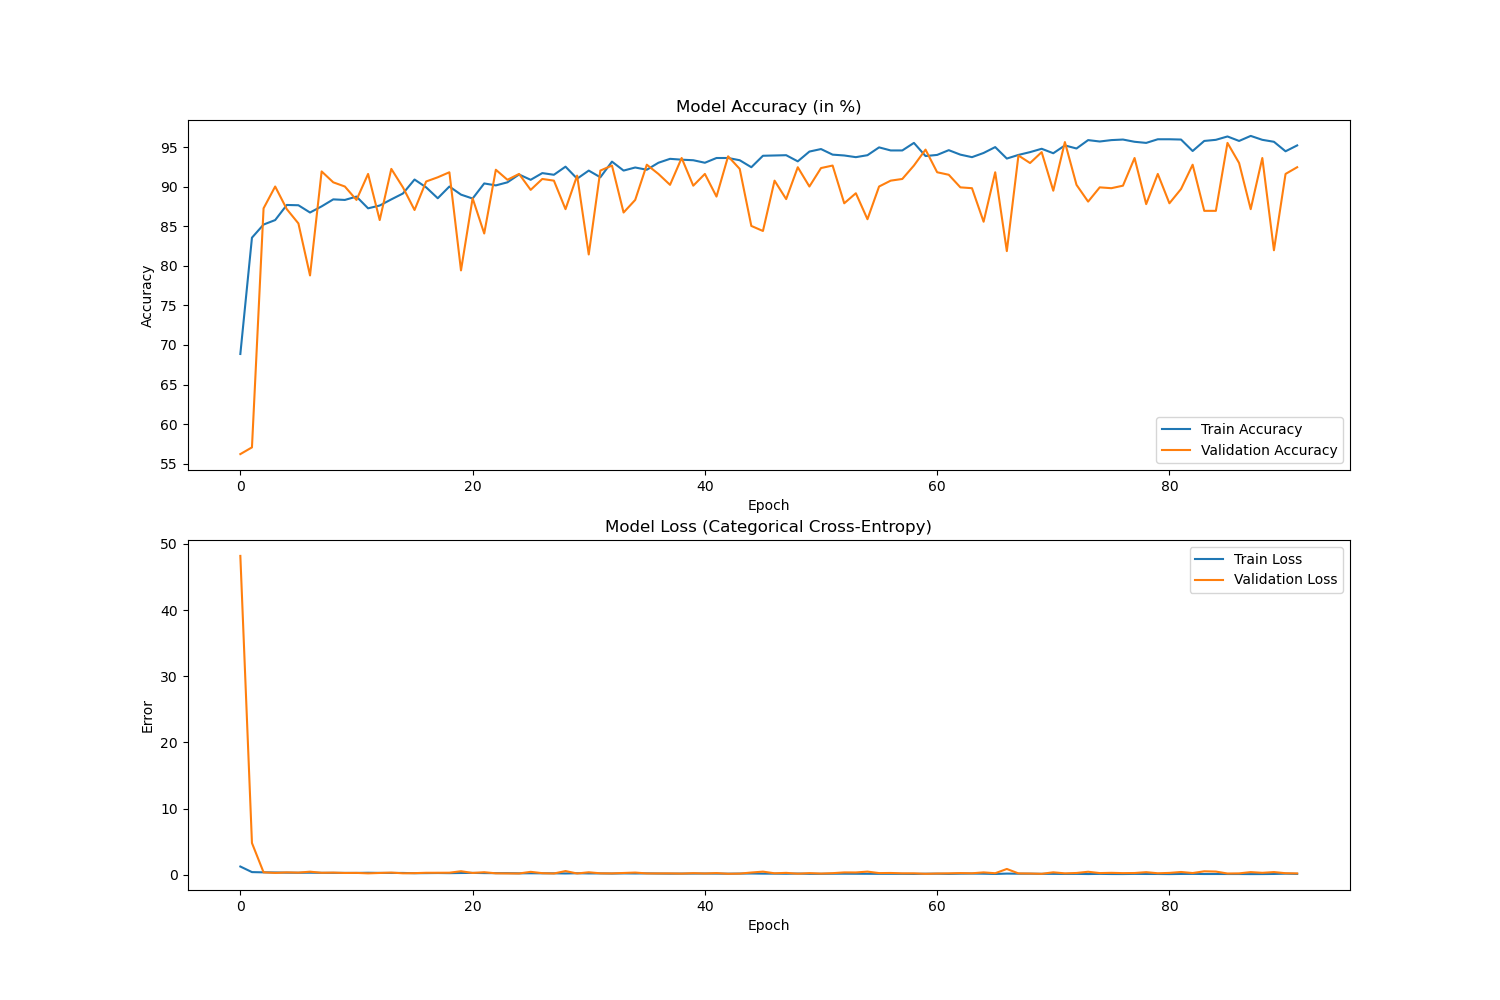 Model Accuracy (in %)
95
90
85
80
75
70
65
60
55
Accuracy
Train Accuracy
Validation Accuracy
0 20 40 60 80
Epoch
Model Loss (Categorical Cross-Entropy)
50
40
30
20
10
0
Error
Train Loss
Validation Loss
0 20 40 60 80
Epoch